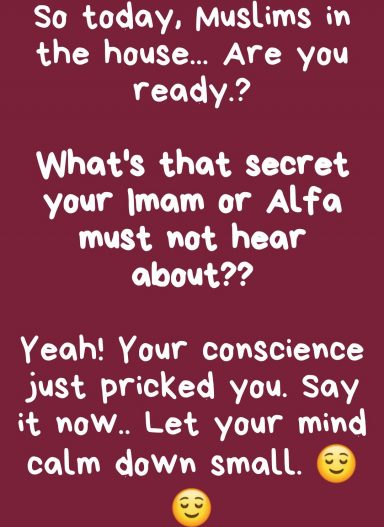 So today, Muslims in
the house... Are you
ready.?
What's that secret
your Imam or Alfa
must not hear
about??
Yeah! Your conscience
just pricked you. Say
it now.. Let your mind
calm down small. 😌
😌